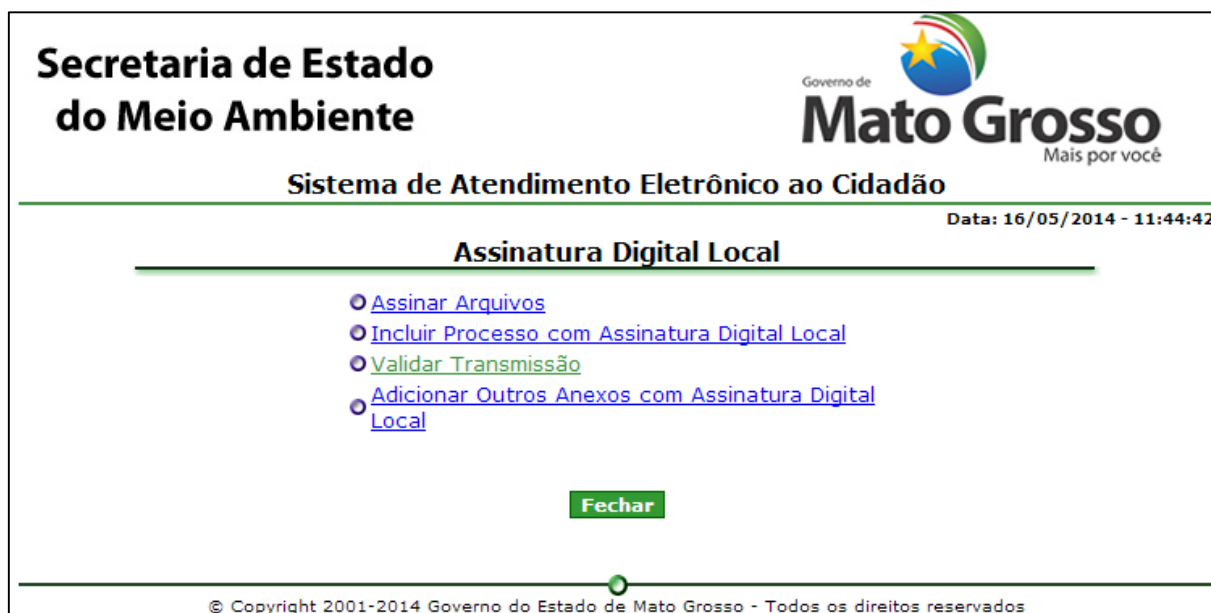 Secretaria de Estado
do Meio Ambiente
Governo de
Mato Grosso
Mais por você
Sistema de Atendimento Eletrônico ao Cidadão
Data: 16/05/2014 - 11:44:42
Assinatura Digital Local
Assinar Arquivos
Incluir Processo com Assinatura Digital Local
Validar Transmissão
Adicionar Outros Anexos com Assinatura Digital
Local
Fechar
© Copyright 2001-2014 Governo do Estado de Mato Grosso - Todos os direitos reservados